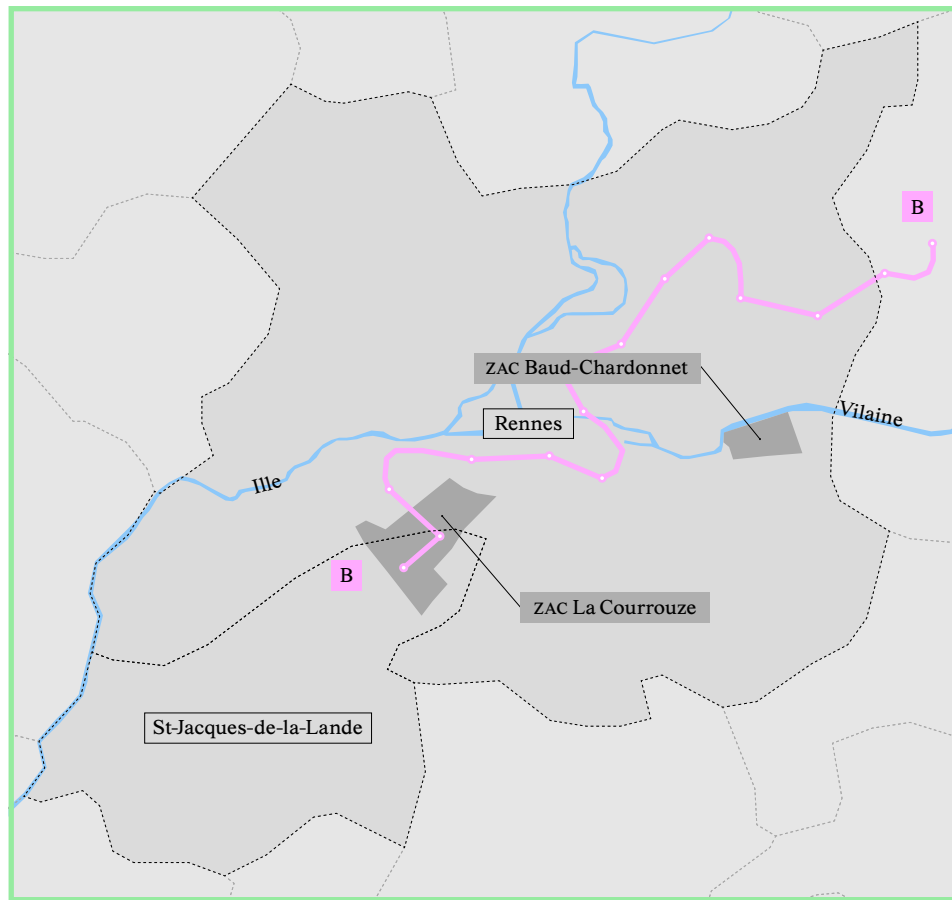 B
ZAC Baud-Chardonnet
Vilaine
Rennes
Ille
B
ZAC La Courrouze
St-Jacques-de-la-Lande